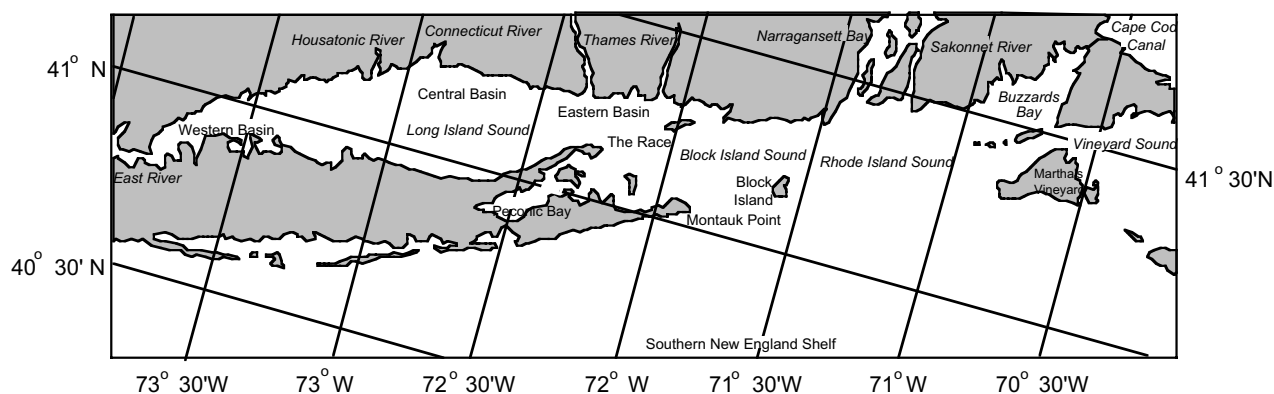 Housatonic River
Connecticut River
Thames River
Narragansett Bay
Sakonnet River
Cape Cod
Canal
41° N
Central Basin
Eastern Basin
Buzzards
Bay
Western Basin
Long Island Sound
The Race
Block Island Sound
Rhode Island Sound
Vineyard Sound
East River
Block
Island
Martha's
Vineyard
41° 30'N
Peconic Bay
Montauk Point
40° 30' N
Southern New England Shelf
73° 30'W
73° W
72° 30'W
72° W
71° 30'W
71° W
70° 30'W